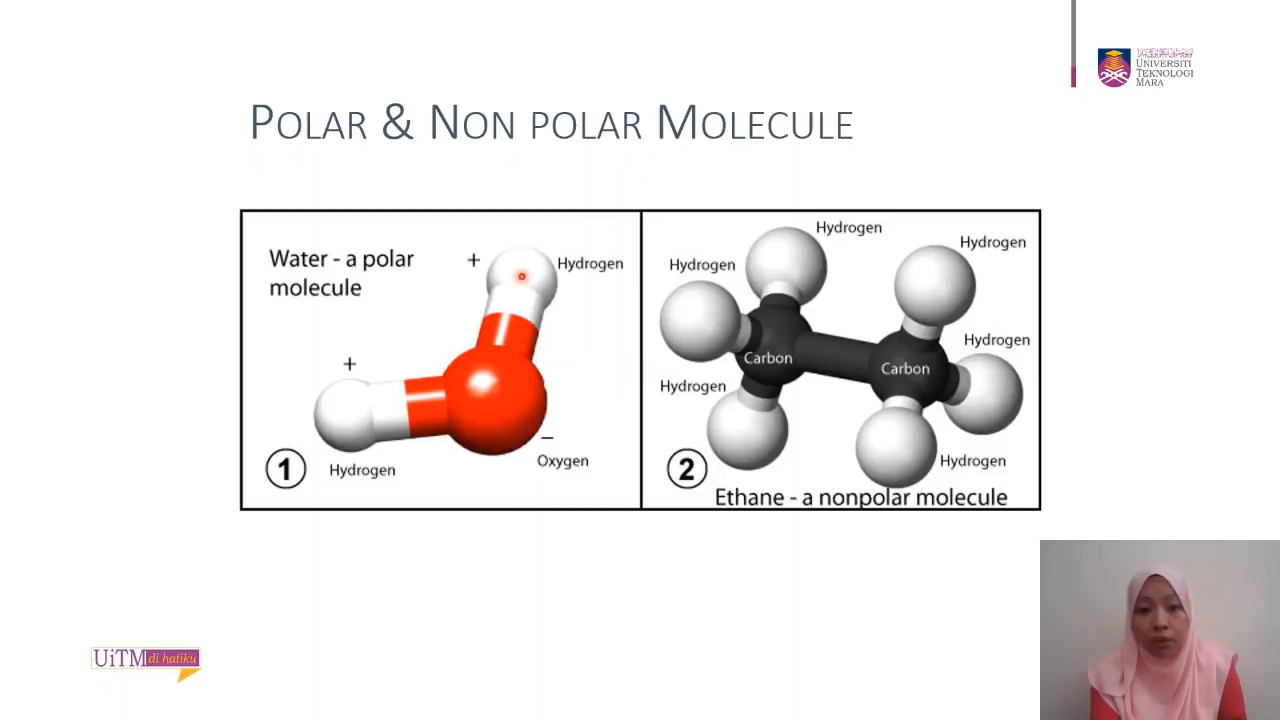 UNIVERSITI
TEKNOLOGI
MARA
POLAR & NON POLAR MOLECULE
Water - a polar
molecule
+
Hydrogen
+
Hydrogen
−
Oxygen
1
Hydrogen
Hydrogen
Hydrogen
Hydrogen
Carbon
Carbon
Hydrogen
Hydrogen
2
Ethane - a nonpolar molecule
UiTM di hatiku